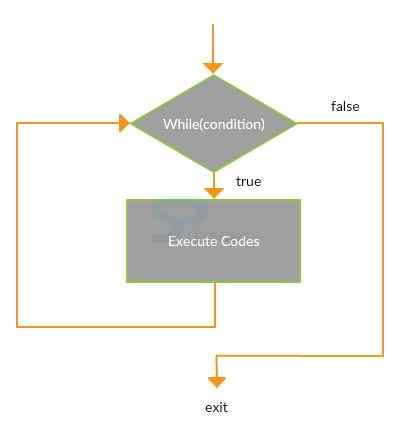 While(condition)
false
true
Execute Codes
exit